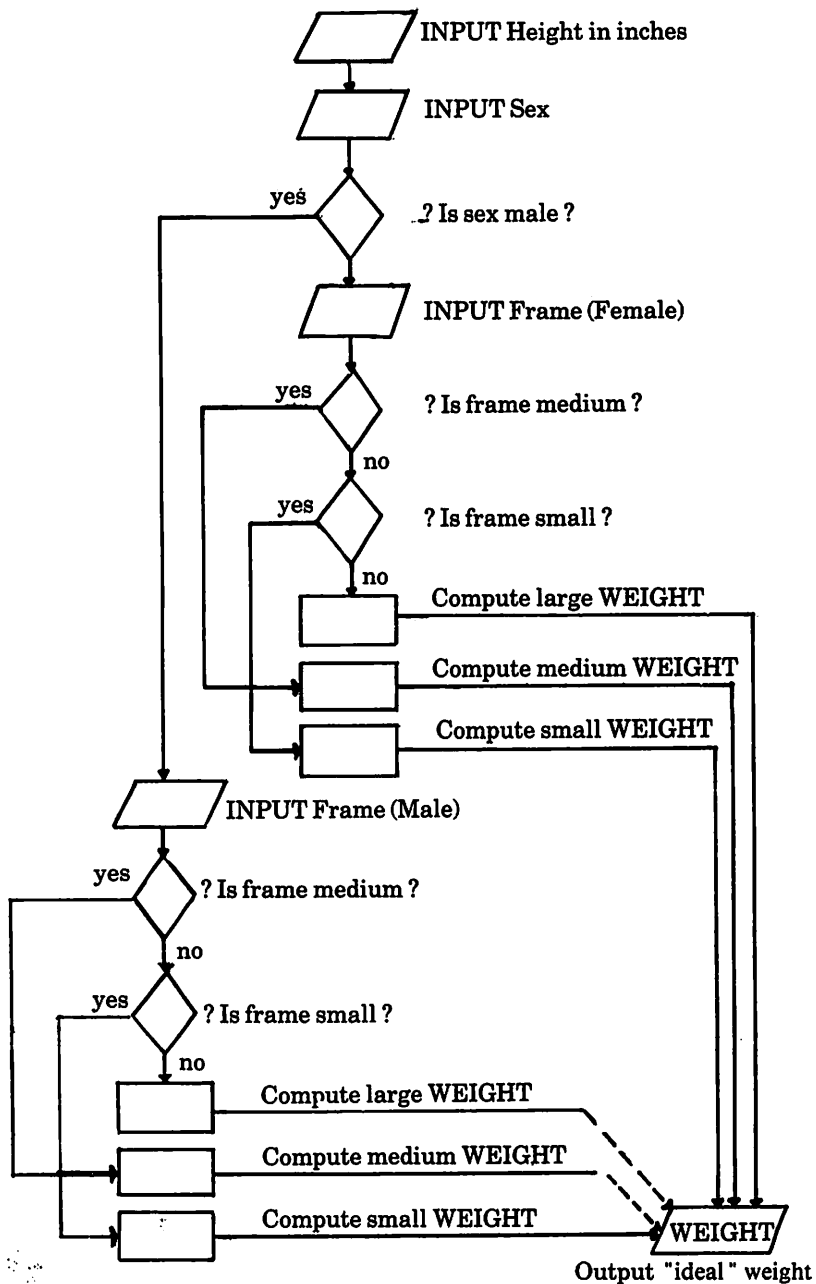 INPUT Height in inches
INPUT Sex
yes
? Is sex male ?
INPUT Frame (Female)
yes
? Is frame medium ?
no
yes
? Is frame small ?
no
Compute large WEIGHT
Compute medium WEIGHT
Compute small WEIGHT
INPUT Frame (Male)
yes
? Is frame medium ?
no
yes
? Is frame small ?
no
Compute large WEIGHT
Compute medium WEIGHT
Compute small WEIGHT
WEIGHT
Output "ideal" weight